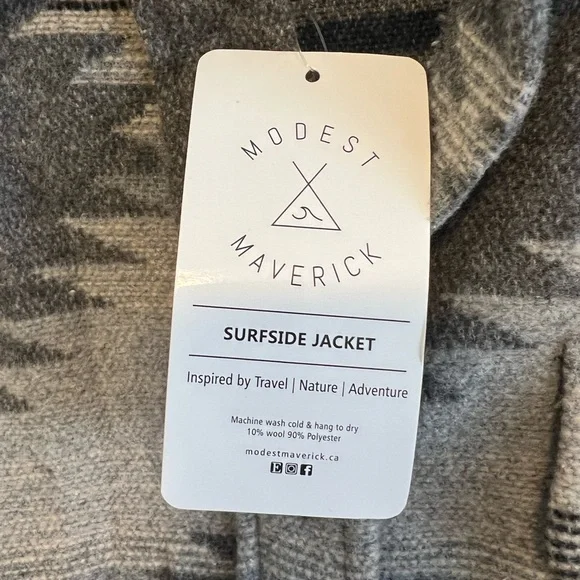 MODEST
MAVERICK
SURFSIDE JACKET
Inspired by Travel | Nature | Adventure
Machine wash cold & hang to dry
10% wool 90% Polyester
modestmaverick.ca
E f